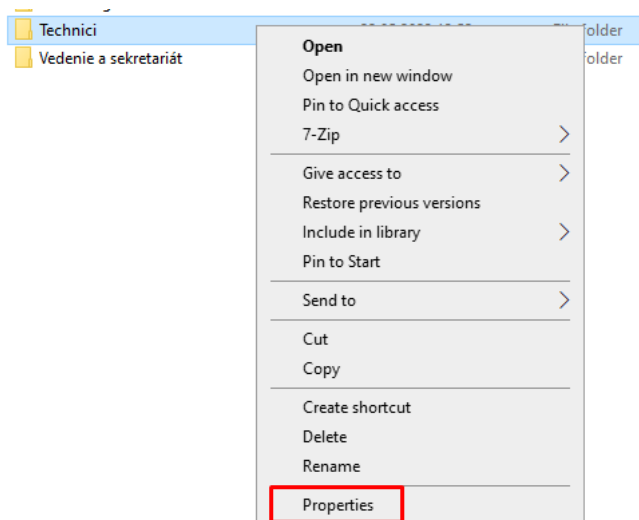 Technici
Open
folder
Vedenie a sekretariát
Open in new window
older
Pin to Quick access
7-Zip
Give access to
Restore previous versions
Include in library
Pin to Start
Send to
Cut
Copy
Create shortcut
Delete
Rename
Properties